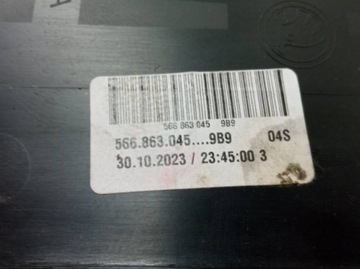 566 863 045 9B9
566.863.045....9B9 04S
30.10.2023 / 23:45:00 3